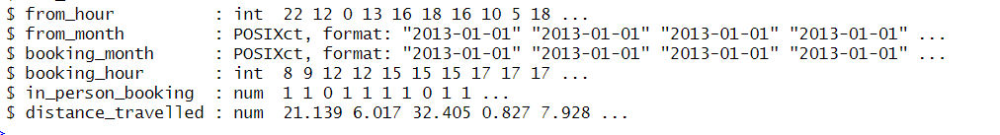 $ from_hour         : int  22 12 0 13 16 18 16 10 5 18 ...
$ from_month        : POSIXct, format: "2013-01-01" "2013-01-01" "2013-01-01" "2013-01-01" ...
$ booking_month     : POSIXct, format: "2013-01-01" "2013-01-01" "2013-01-01" "2013-01-01" ...
$ booking_hour      : int  8 9 12 12 15 15 15 17 17 17 ...
$ in_person_booking : num  1 1 0 1 1 1 1 0 1 1 ...
$ distance_travelled : num  21.139 6.017 32.405 0.827 7.928 ...
>